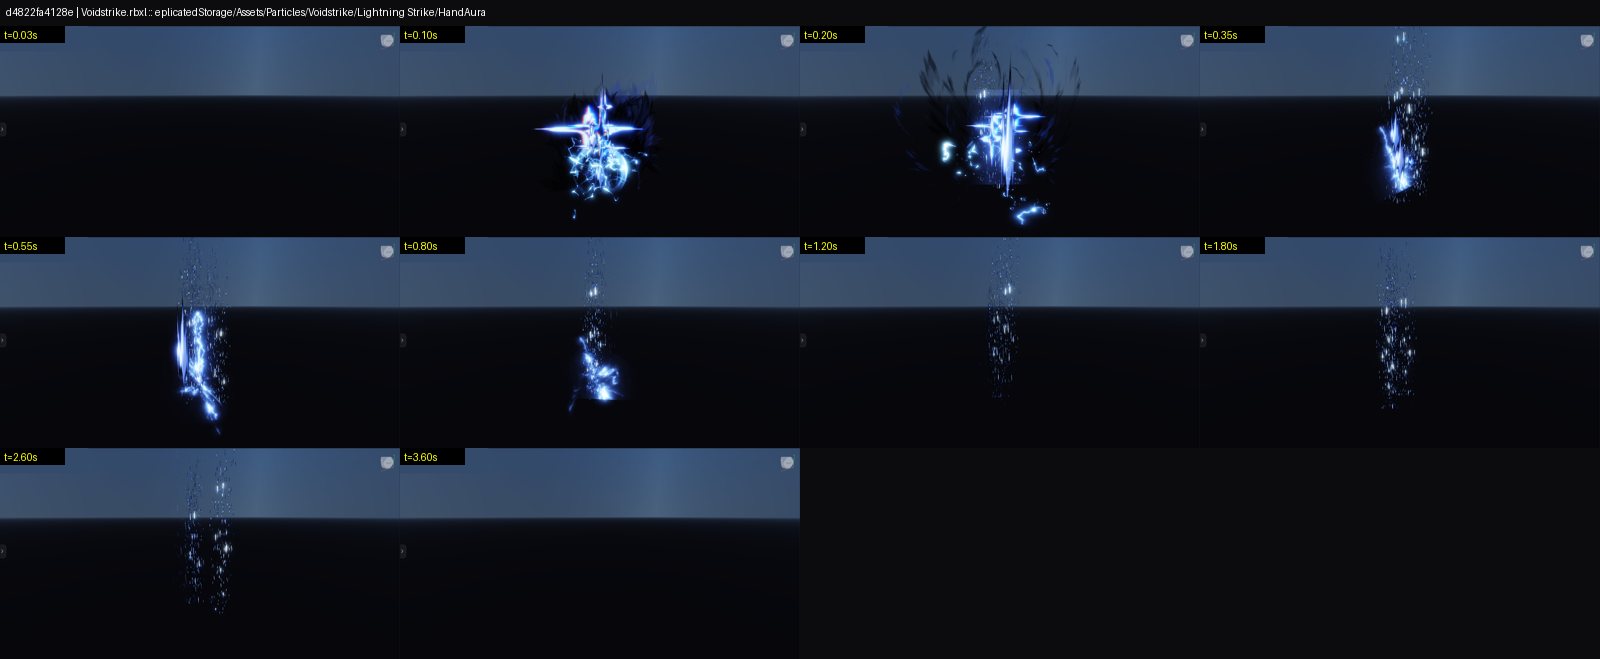 d4822fa4128e | Voidstrike.rbxl :: eplicatedStorage/Assets/Particles/Voidstrike/Lightning Strike/HandAura
t=0.03s
t=0.10s
t=0.20s
t=0.35s
t=0.55s
t=0.80s
t=1.20s
t=1.80s
t=2.60s
t=3.60s